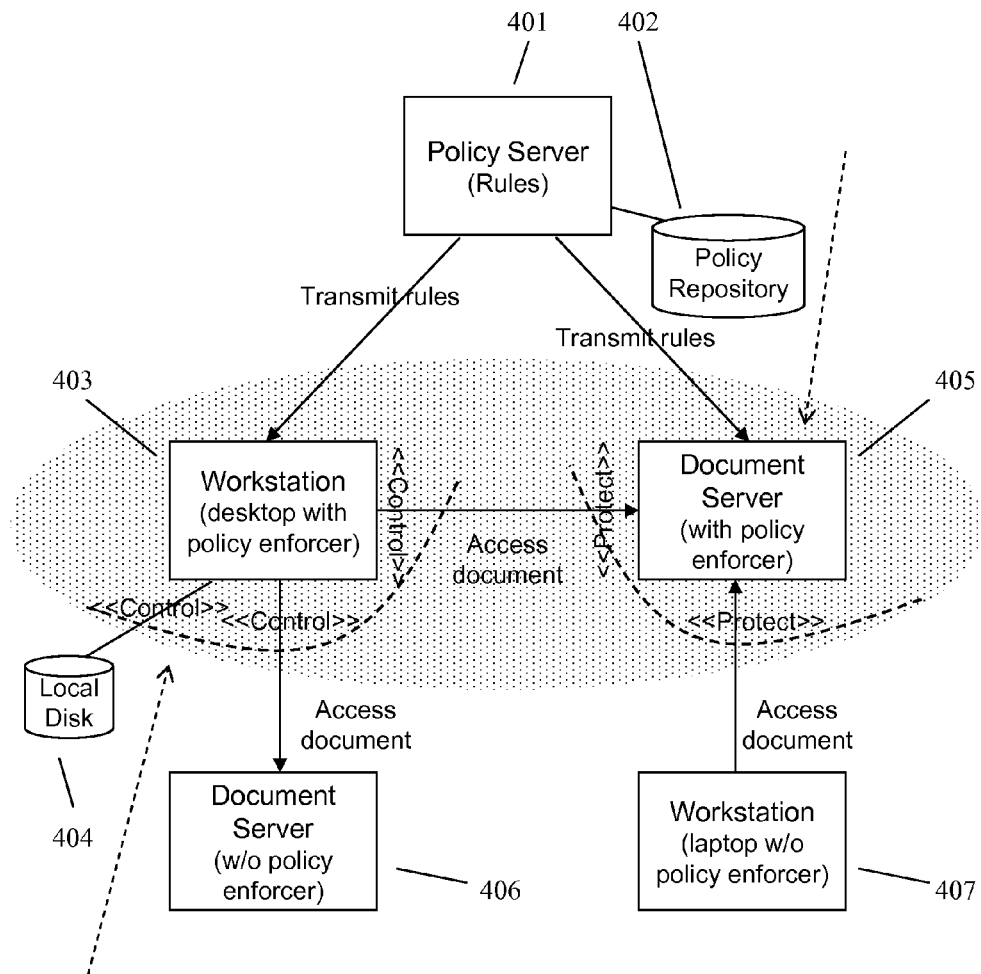 401
402
Policy Server
(Rules)
Policy
Repository
Transmit rules
Transmit rules
403
405
Workstation
(desktop with
policy enforcer)
<<Control>>
<<Protect>>
Document
Server
(with policy
enforcer)
Access
document
<<Control>>
<<Control>>
<<Protect>>
Local
Disk
Access
document
Access
document
404
Document
Server
(w/o policy
enforcer)
406
Workstation
(laptop w/o
policy enforcer)
407